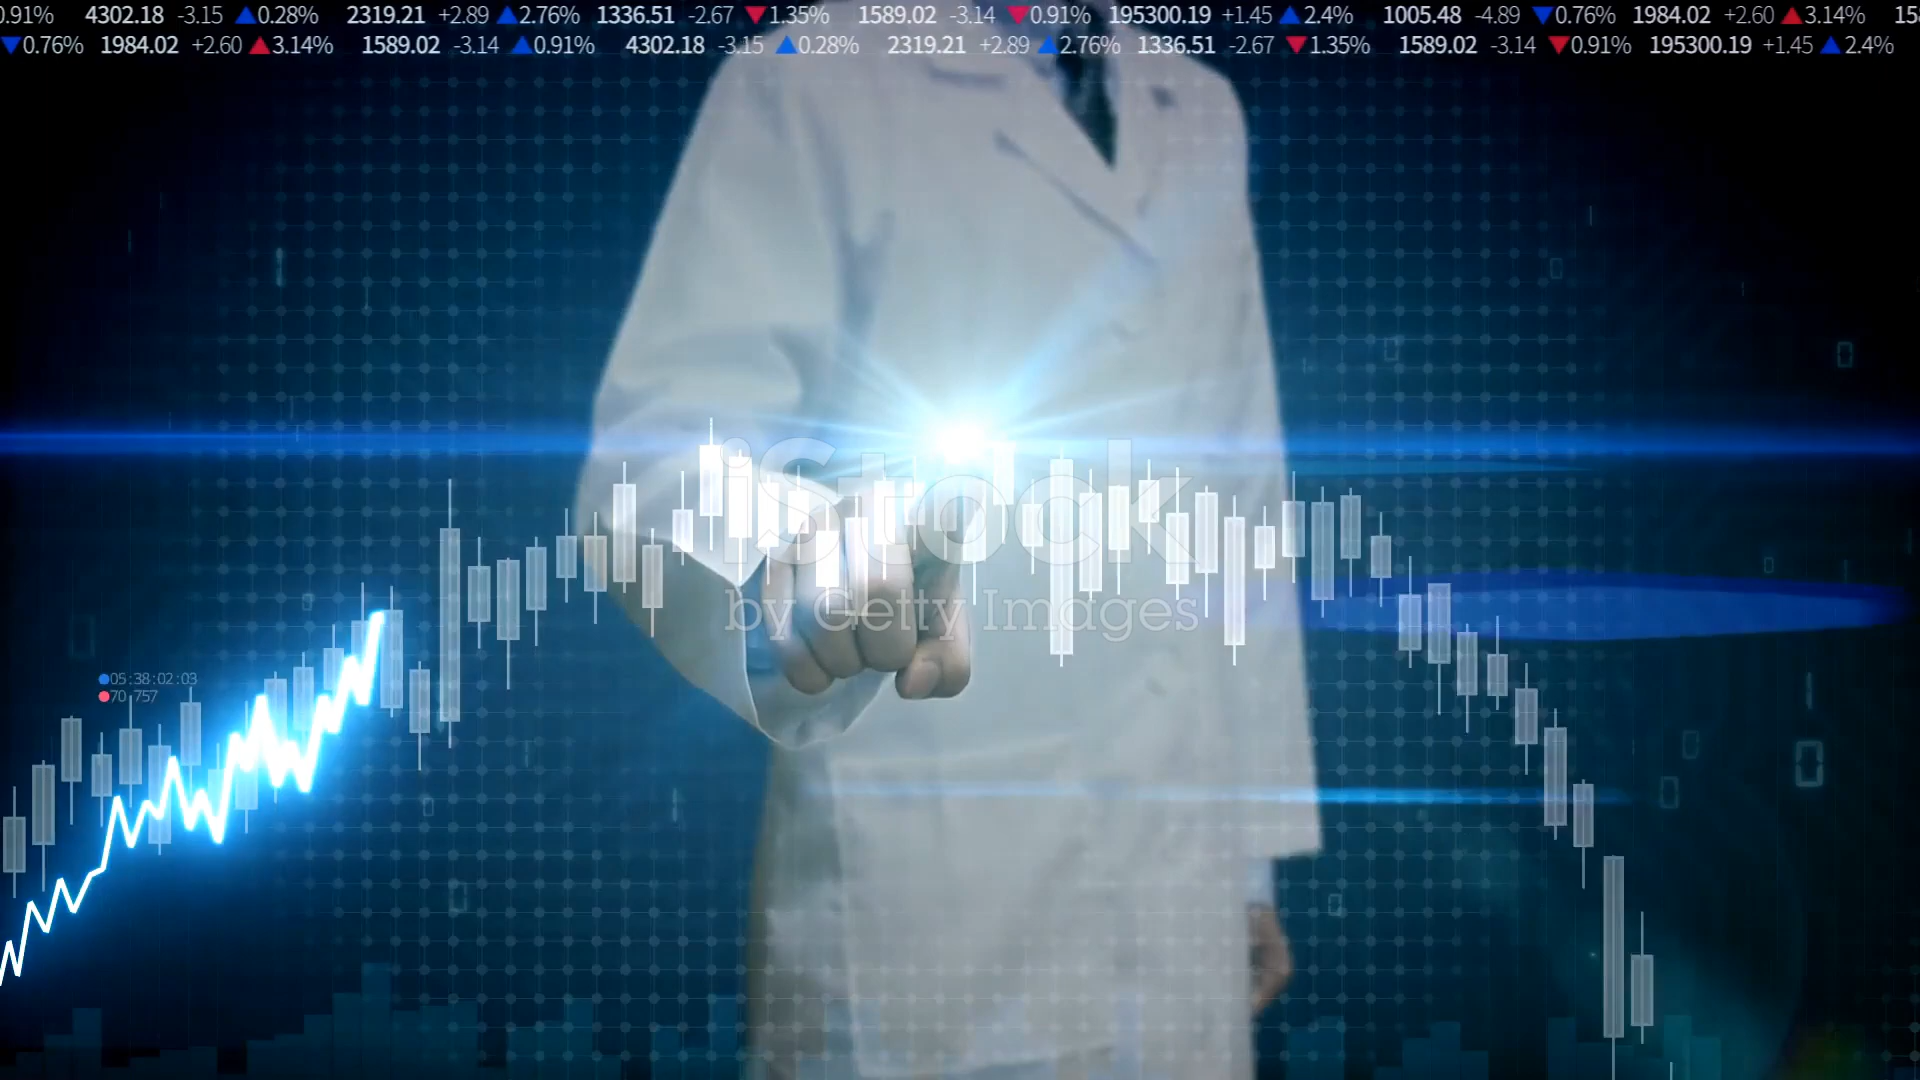 0.91% 4302.18 -3.15 ▲0.28% 2319.21 +2.89 ▲2.76% 1336.51 -2.67 ▼1.35% 1589.02 -3.14 ▼0.91% 195300.19 +1.45 ▲2.4% 1005.48 -4.89 ▼0.76% 1984.02 +2.60 ▲3.14% 15
▼0.76% 1984.02 +2.60 ▲3.14% 1589.02 -3.14 ▲0.91% 4302.18 -3.15 ▲0.28% 2319.21 +2.89 ▲2.76% 1336.51 -2.67 ▼1.35% 1589.02 -3.14 ▼0.91% 195300.19 +1.45 ▲2.4%
iStock
by Getty Images
05:38:02:03
70.757